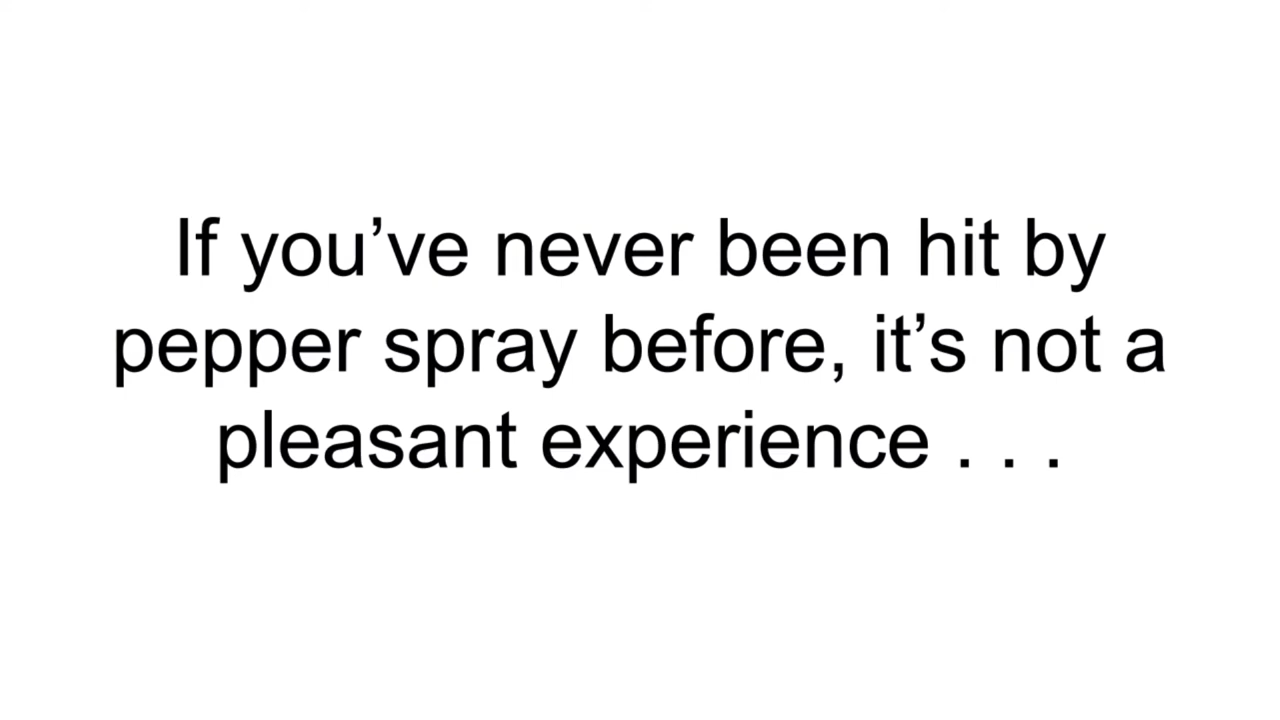 If you’ve never been hit by
pepper spray before, it’s not a
pleasant experience . . .